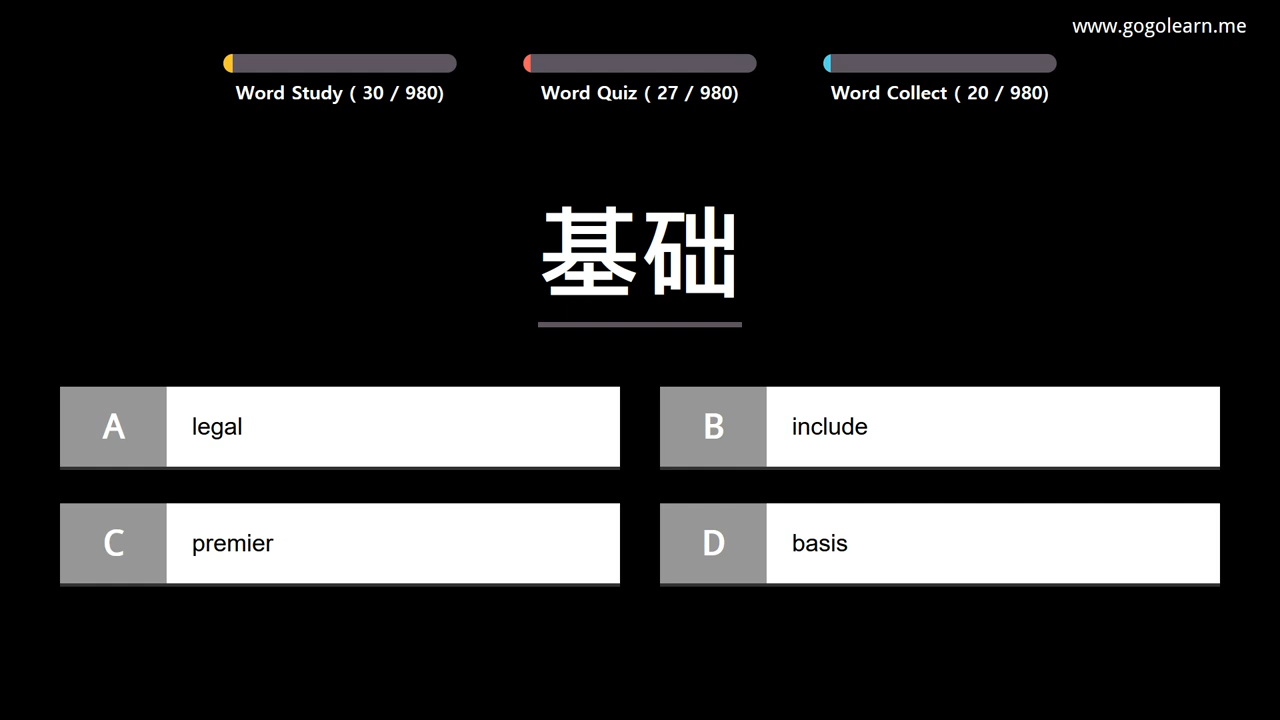 www.gogolearn.me
Word Study ( 30 / 980)
Word Quiz ( 27 / 980)
Word Collect ( 20 / 980)
基础
A legal
B include
C premier
D basis